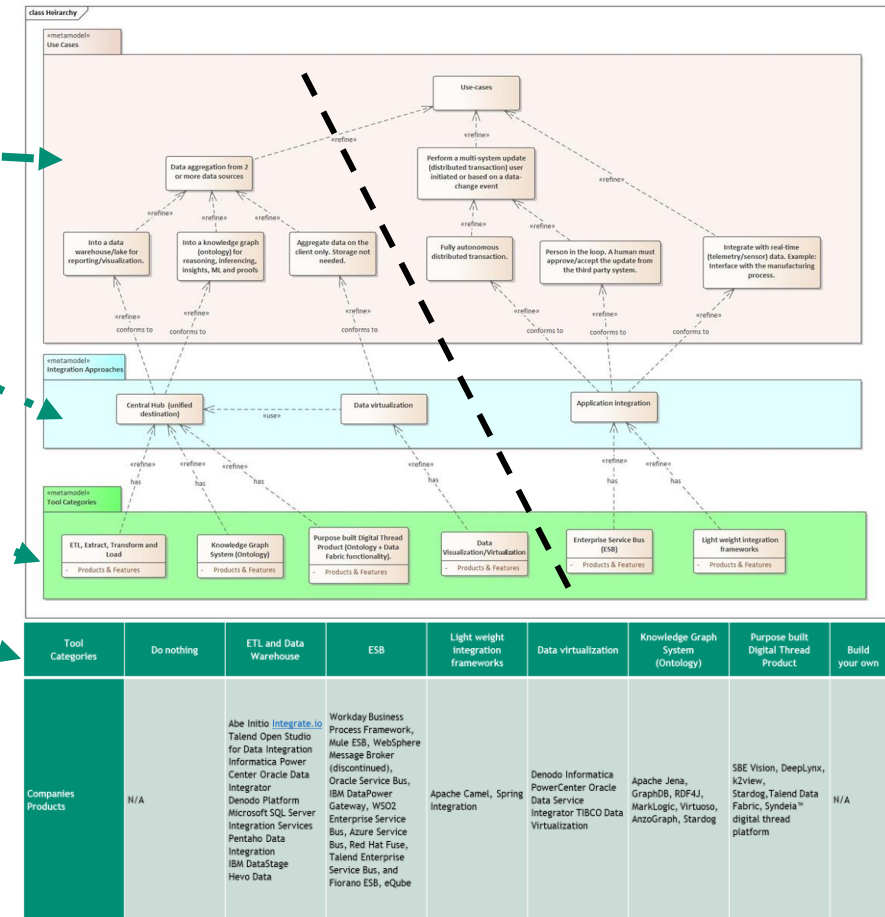 class Heirarchy
«metamodel»
Use Cases
Use-cases
«refine»
«refine»
«refine»
Data aggregation from 2
or more data sources
Perform a multi-system update
(distributed transaction) user
initiated or based on a data-
change event
«refine»
«refine»
«refine»
«refine»
«refine»
Into a data
warehouse/lake for
reporting/visualization.
Into a knowledge graph
(ontology) for
reasoning, inferencing,
insights, ML and proofs
Aggregate data on the
client only. Storage not
needed.
Fully autonomous
distributed transaction.
Person in the loop. A human must
approve/accept the update from
the third party system.
Integrate with real-time
(telemetry/sensor) data. Example:
Interface with the manufacturing
process.
«refine»
«refine»
«refine»
«refine»
«refine»
«refine»
conforms to
conforms to
conforms to
conforms to
conforms to
conforms to
«metamodel»
Integration Approaches
Central Hub (unified
destination)
«use»
Data virtualization
Application integration
«refine»
«refine»
«refine»
«refine»
«refine»
«refine»
has
has
has
has
has
has
«metamodel»
Tool Categories
ETL, Extract, Transform and
Load
- Products & Features
Knowledge Graph
System (Ontology)
- Products & Features
Purpose built Digital Thread
Product (Ontology + Data
Fabric functionality).
- Products & Features
Data
Visualization/Virtualization
- Products & Features
Enterprise Service Bus
(ESB)
- Products & Features
Light weight integration
frameworks
- Products & Features
Tool
Categories
Do nothing
ETL and Data
Warehouse
ESB
Light weight
integration
frameworks
Data virtualization
Knowledge Graph
System
(Ontology)
Purpose built
Digital Thread
Product
Build
your own
Companies
Products
N/A
Abe Initio Integrate.io
Talend Open Studio
for Data Integration
Informatica Power
Center Oracle Data
Integrator
Denodo Platform
Microsoft SQL Server
Integration Services
Pentaho Data
Integration
IBM DataStage
Hevo Data
Workday Business
Process Framework,
Mule ESB, WebSphere
Message Broker
(discontinued),
Oracle Service Bus,
IBM DataPower
Gateway, WSO2
Enterprise Service
Bus, Azure Service
Bus, Red Hat Fuse,
Talend Enterprise
Service Bus, and
Fiorano ESB, eQube
Apache Camel, Spring
Integration
Denodo Informatica
PowerCenter Oracle
Data Service
Integrator TIBCO Data
Virtualization
Apache Jena,
GraphDB, RDF4J,
MarkLogic, Virtuoso,
AnzoGraph, Stardog
SBE Vision, DeepLynx,
k2view,
Stardog,Talend Data
Fabric, Syndeia™
digital thread
platform
N/A